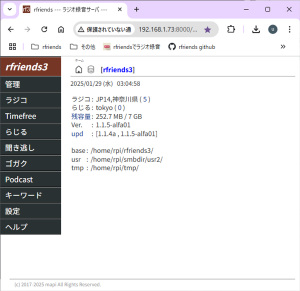 rfriends --- ラジオ録音サーバ ---
保護されていない通
192.168.1.73:8000/...
rfriends
その他
rfriendsでラジオ録音
rfriends github
rfriends3
ホーム
[rfriends3]
管理
ラジコ
Timefree
らじる
聞き逃し
ゴガク
Podcast
キーワード
設定
ヘルプ
2025/01/29 (水) 03:04:58
ラジコ : JP14,神奈川県 ( 5 )
らじる : tokyo ( 0 )
残容量 : 252.7 MB / 7 GB
Ver. : 1.1.5-alfa01
upd : [1.1.4a , 1.1.5-alfa01]
base : /home/rpi/rfriends3/
usr : /home/rpi/smbdir/usr2/
tmp : /home/rpi/tmp/
(c) 2017-2025 mapi All Rights Reserved.